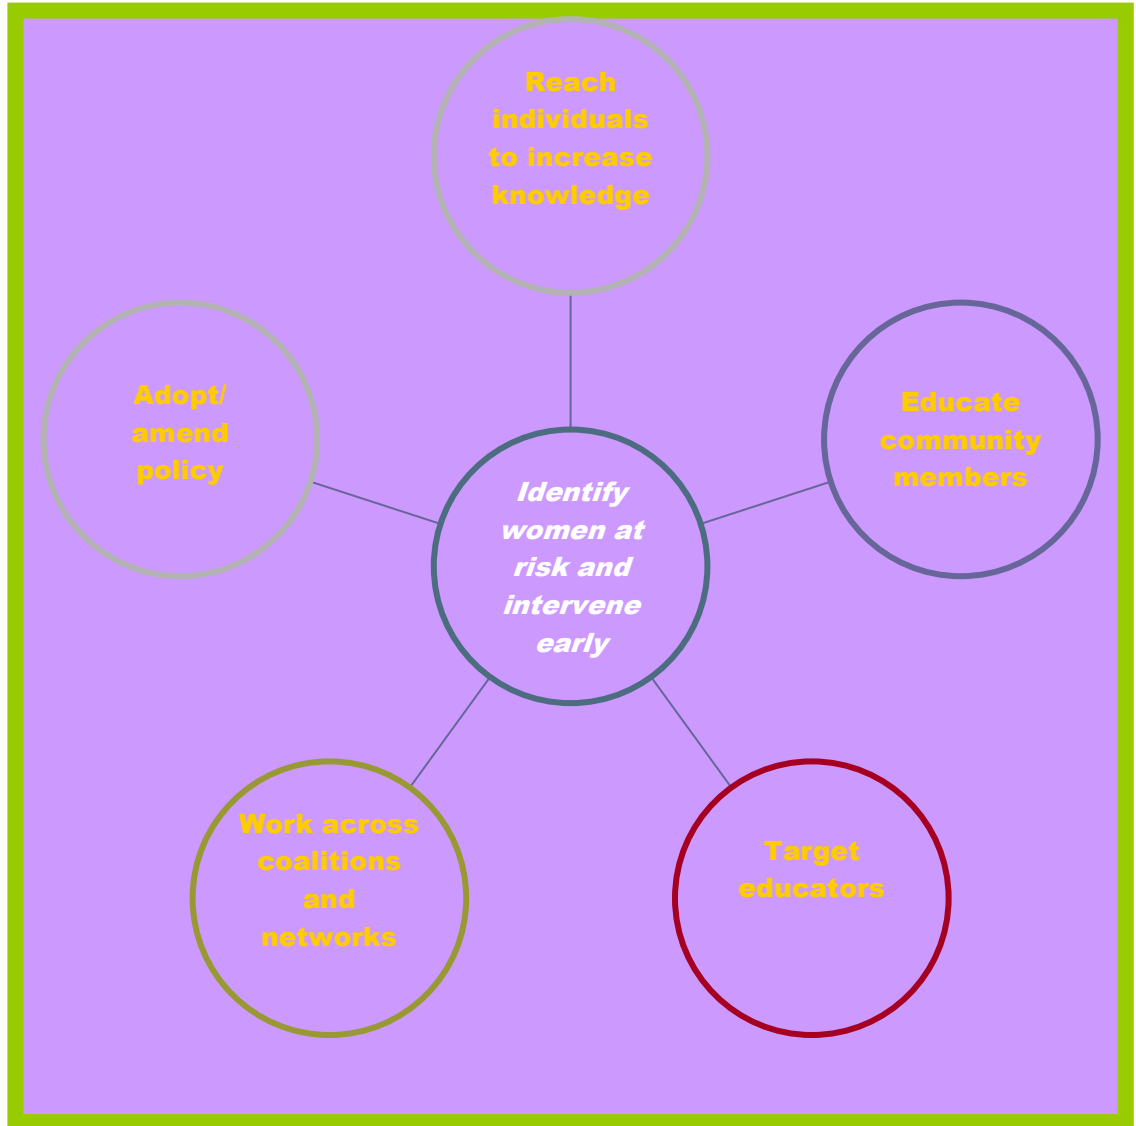 Reach
individuals
to increase
knowledge
Adopt/
amend
policy
Educate
community
members
Identify
women at
risk and
intervene
early
Work across
coalitions
and
networks
Target
educators